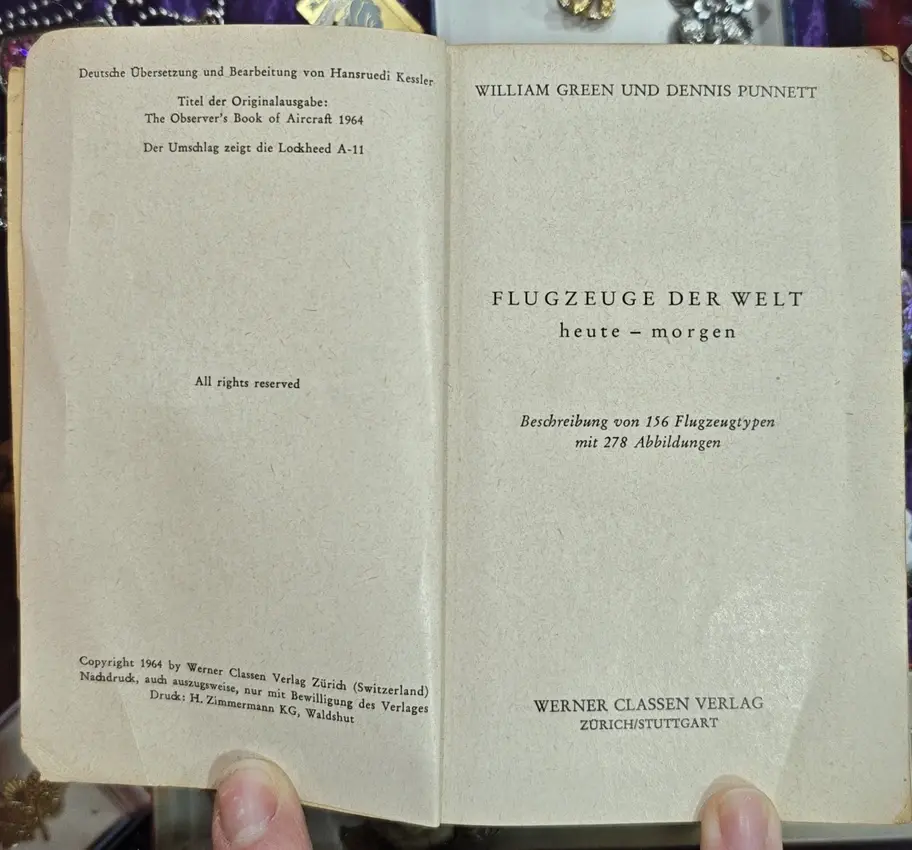 Deutsche Übersetzung und Bearbeitung von Hansruedi Kessler
Titel der Originalausgabe:
The Observer's Book of Aircraft 1964
Der Umschlag zeigt die Lockheed A-11
All rights reserved
Copyright 1964 by Werner Classen Verlag Zürich (Switzerland)
Nachdruck, auch auszugsweise, nur mit Bewilligung des Verlages
Druck: H. Zimmermann KG, Waldshut
WILLIAM GREEN UND DENNIS PUNNETT
FLUGZEUGE DER WELT
heute – morgen
Beschreibung von 156 Flugzeugtypen
mit 278 Abbildungen
WERNER CLASSEN VERLAG
ZÜRICH/STUTTGART